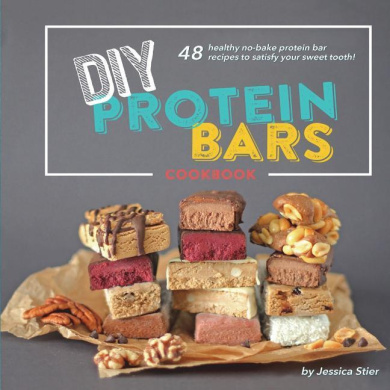 DIY
48 healthy no-bake protein bar
recipes to satisfy your sweet tooth!
PROTEIN
BARS
COOKBOOK
by Jessica Stier